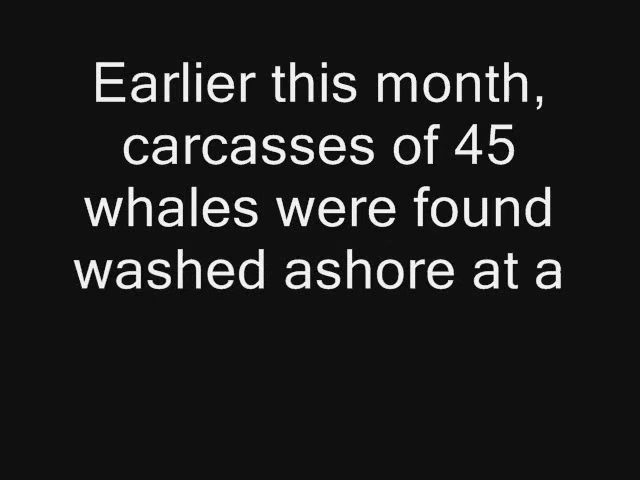 Earlier this month,
carcasses of 45
whales were found
washed ashore at a